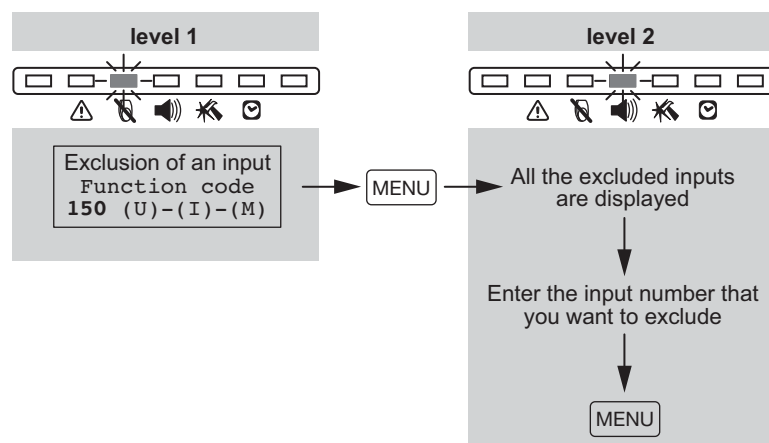 level 1
Exclusion of an input
Function code
150 (U)–(I)–(M)
MENU
level 2
All the excluded inputs
are displayed
Enter the input number that
you want to exclude
MENU